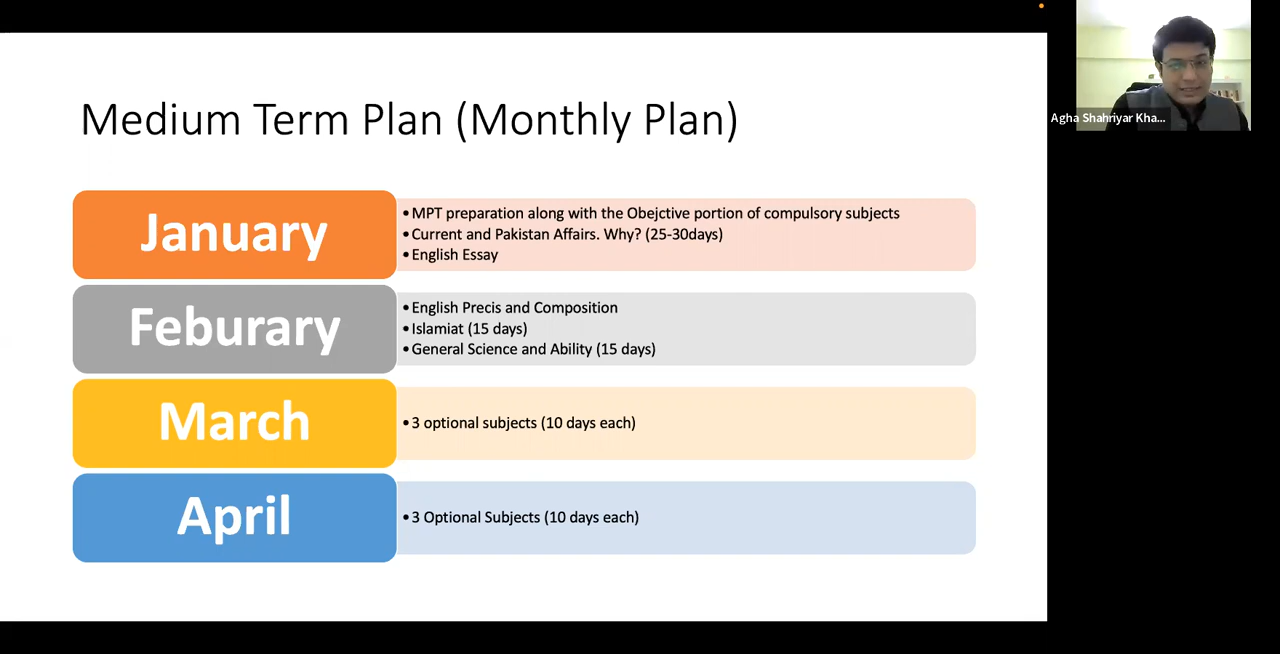 Medium Term Plan (Monthly Plan)
January
• MPT preparation along with the Obejctive portion of compulsory subjects
• Current and Pakistan Affairs. Why? (25-30days)
• English Essay
Feburary
• English Precis and Composition
• Islamiat (15 days)
• General Science and Ability (15 days)
March
• 3 optional subjects (10 days each)
April
• 3 Optional Subjects (10 days each)
Agha Shahriyar Kha...